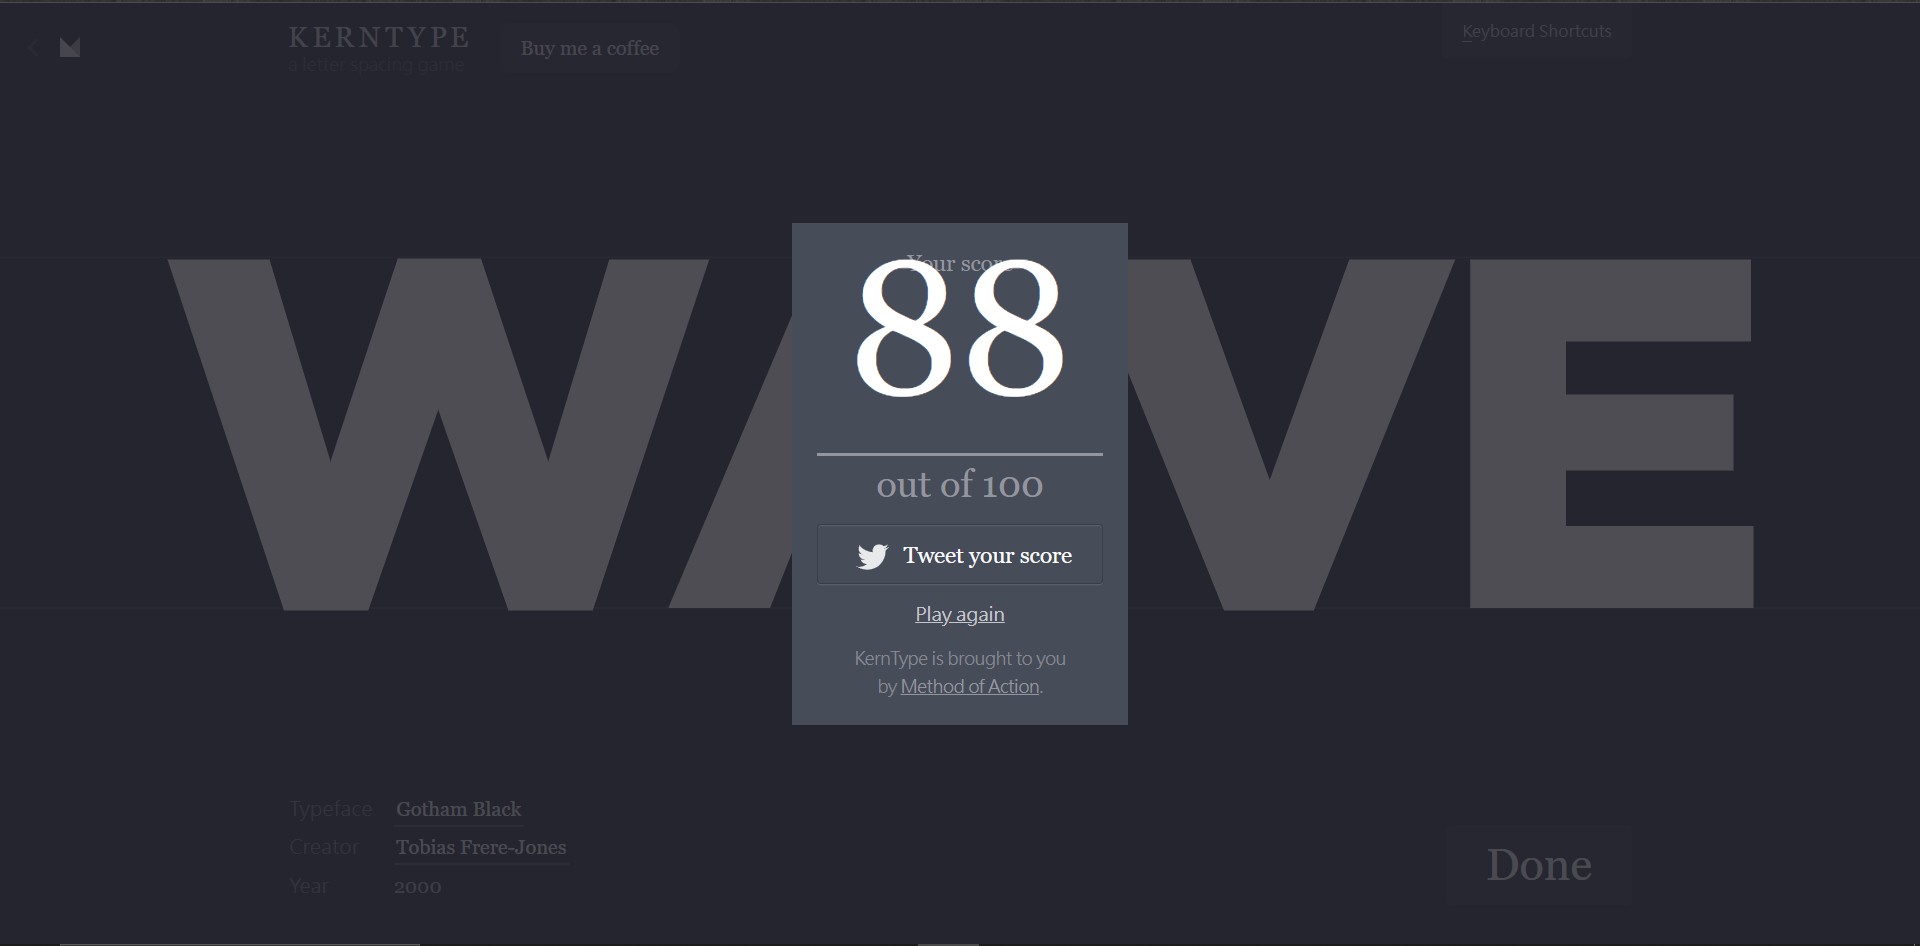 KERNTYPE
a letter spacing game
Buy me a coffee
Keyboard Shortcuts
WAVE
Your score
88
out of 100
Tweet your score
Play again
KernType is brought to you
by Method of Action.
Typeface Gotham Black
Creator Tobias Frere-Jones
Year 2000
Done